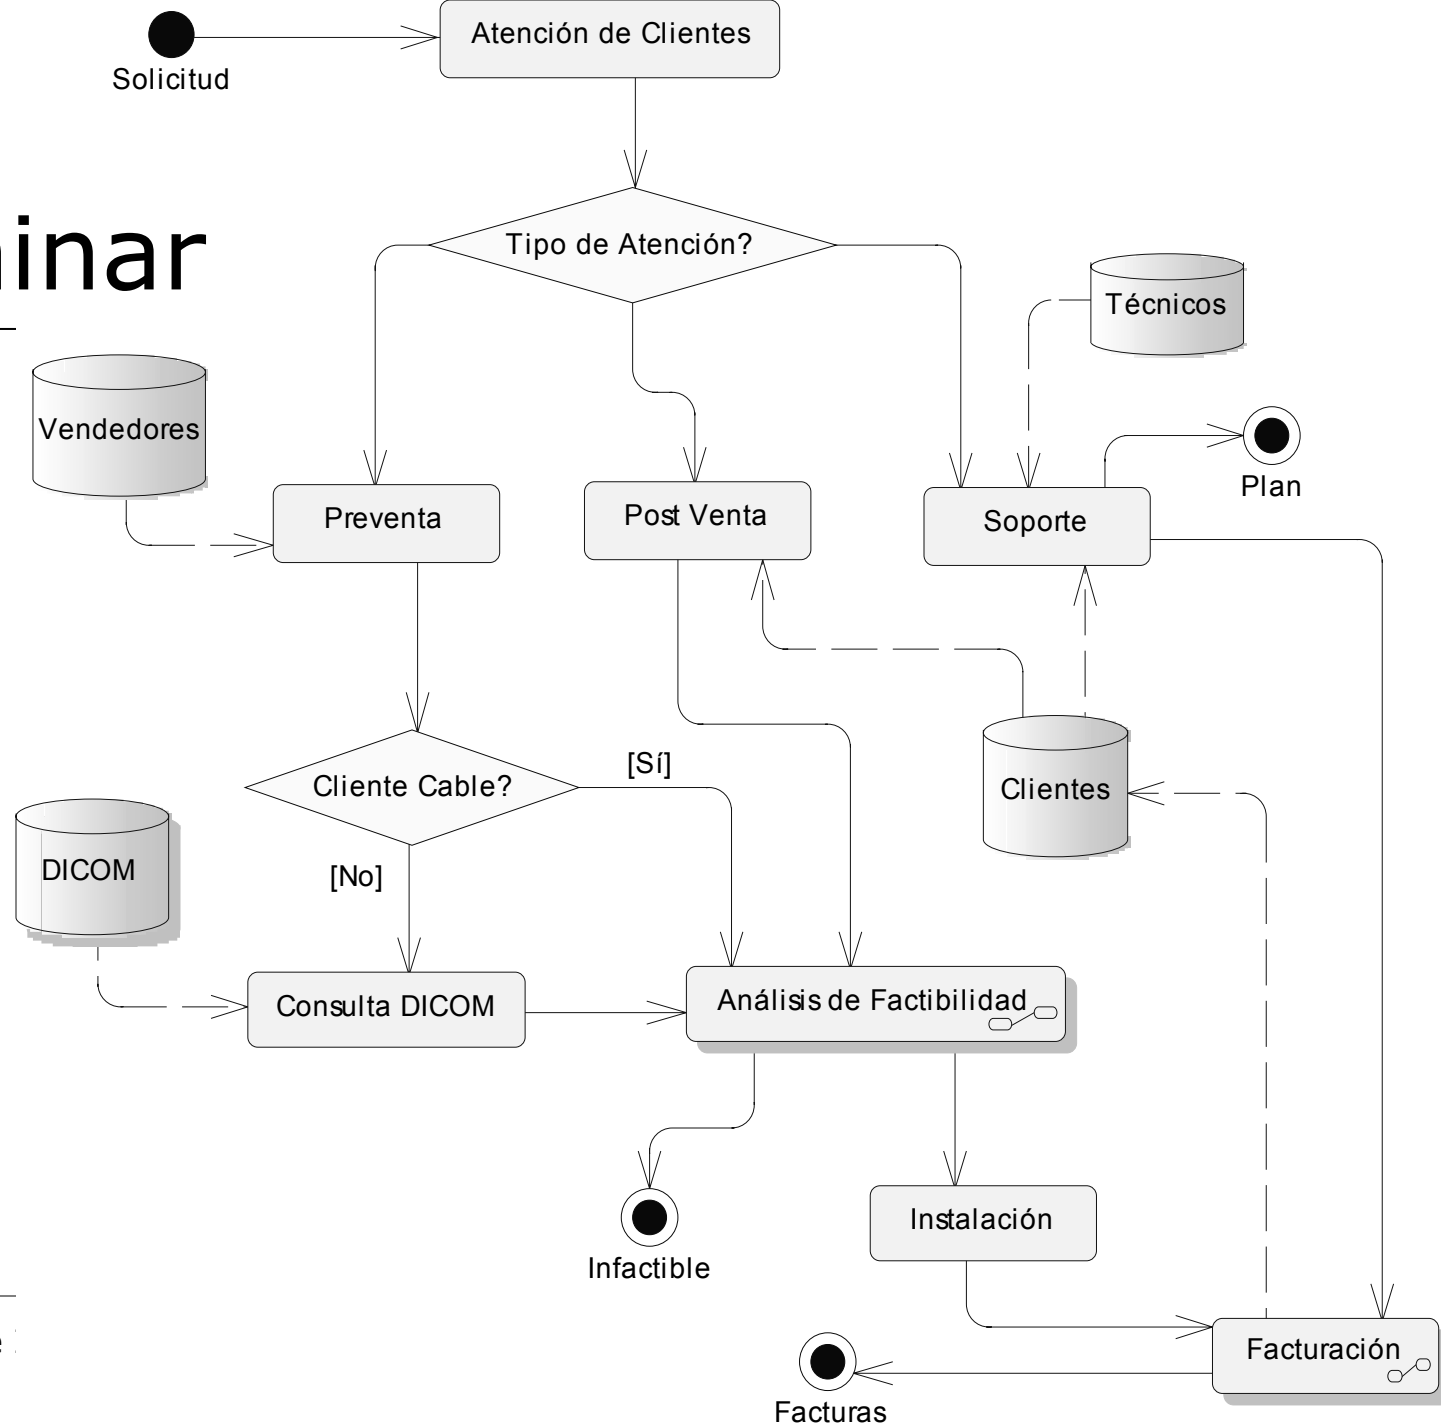 Atención de Clientes
Solicitud
inar
Tipo de Atención?
Técnicos
Vendedores
Plan
Preventa
Post Venta
Soporte
[Sí]
Cliente Cable?
Clientes
DICOM
[No]
Consulta DICOM
Análisis de Factibilidad
Instalación
Infactible
Facturación
Facturas